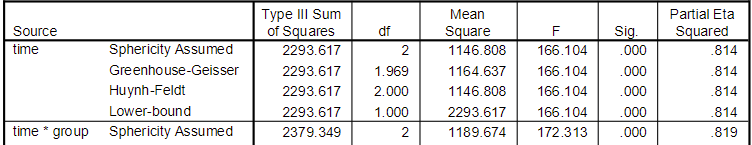 Source Type III Sum of Squares df Mean Square F Sig. Partial Eta Squared
time Sphericity Assumed 2293.617 2 1146.808 166.104 .000 .814
Greenhouse-Geisser 2293.617 1.969 1164.637 166.104 .000 .814
Huynh-Feldt 2293.617 2.000 1146.808 166.104 .000 .814
Lower-bound 2293.617 1.000 2293.617 166.104 .000 .814
time * group Sphericity Assumed 2379.349 2 1189.674 172.313 .000 .819